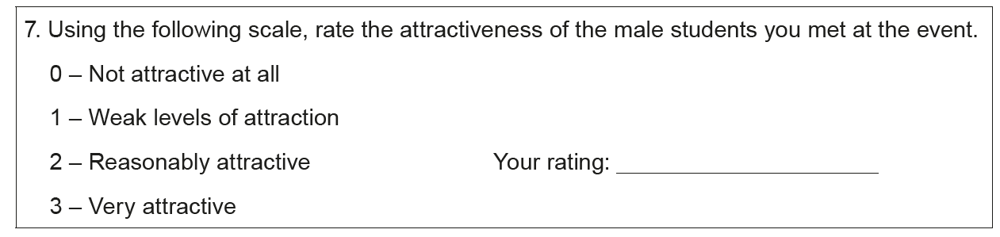 7. Using the following scale, rate the attractiveness of the male students you met at the event.
0 – Not attractive at all
1 – Weak levels of attraction
2 – Reasonably attractive Your rating: ____________________
3 – Very attractive